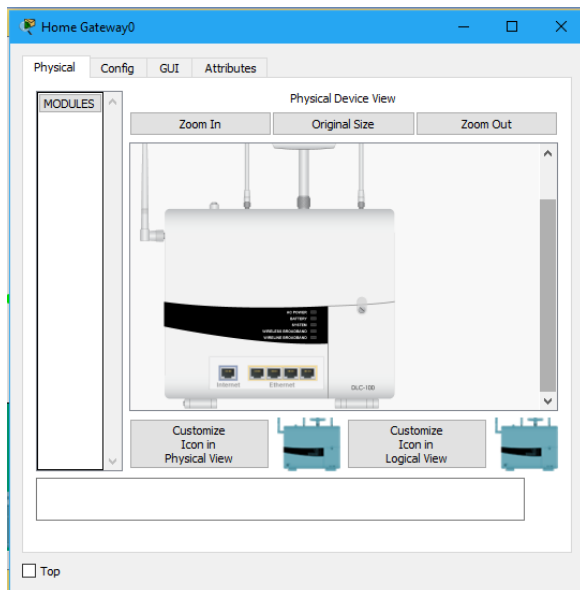 Home Gateway0
Physical Config GUI Attributes
MODULES
Physical Device View
Zoom In Original Size Zoom Out
AC POWER
BATTERY
SYSTEM
WIRELESS BROADBAND
WIRELINE BROADBAND
Internet Ethernet
DLC-100
Customize
Icon in
Physical View
Customize
Icon in
Logical View
Top